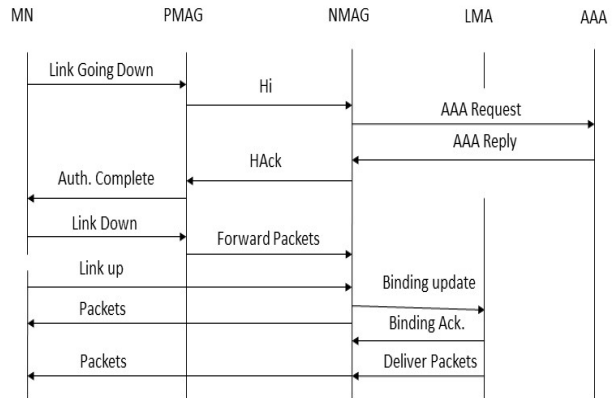 MN PMAG NMAG LMA AAA
Link Going Down
Hi
AAA Request
AAA Reply
HAck
Auth. Complete
Link Down
Forward Packets
Link up
Binding update
Packets
Binding Ack.
Packets
Deliver Packets